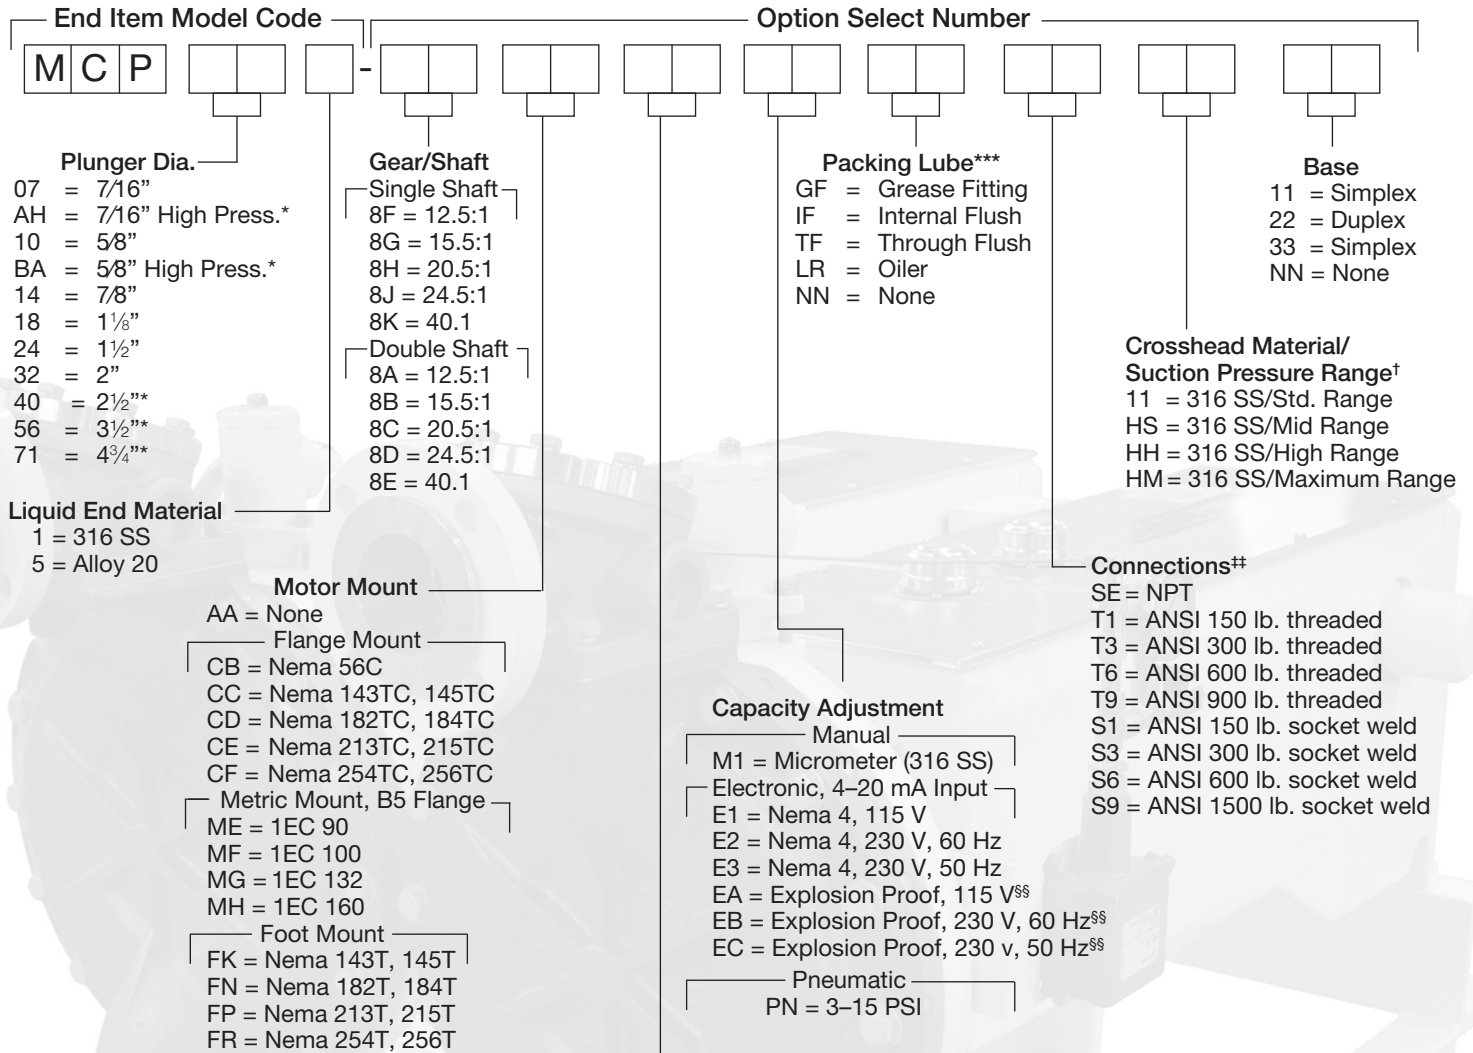 End Item Model Code
Option Select Number
M C P
-
Plunger Dia.
07 = 7/16”
AH = 7/16” High Press.*
10 = 5/8”
BA = 5/8” High Press.*
14 = 7/8”
18 = 1⅛”
24 = 1½”
32 = 2”
40 = 2½”*
56 = 3½”*
71 = 4¾”*
Liquid End Material
1 = 316 SS
5 = Alloy 20
Gear/Shaft
Single Shaft
8F = 12.5:1
8G = 15.5:1
8H = 20.5:1
8J = 24.5:1
8K = 40.1
Double Shaft
8A = 12.5:1
8B = 15.5:1
8C = 20.5:1
8D = 24.5:1
8E = 40.1
Motor Mount
AA = None
Flange Mount
CB = Nema 56C
CC = Nema 143TC, 145TC
CD = Nema 182TC, 184TC
CE = Nema 213TC, 215TC
CF = Nema 254TC, 256TC
Metric Mount, B5 Flange
ME = 1EC 90
MF = 1EC 100
MG = 1EC 132
MH = 1EC 160
Foot Mount
FK = Nema 143T, 145T
FN = Nema 182T, 184T
FP = Nema 213T, 215T
FR = Nema 254T, 256T
Capacity Adjustment
Manual
M1 = Micrometer (316 SS)
Electronic, 4–20 mA Input
E1 = Nema 4, 115 V
E2 = Nema 4, 230 V, 60 Hz
E3 = Nema 4, 230 V, 50 Hz
EA = Explosion Proof, 115 V§§
EB = Explosion Proof, 230 V, 60 Hz§§
EC = Explosion Proof, 230 v, 50 Hz§§
Pneumatic
PN = 3–15 PSI
Packing Lube***
GF = Grease Fitting
IF = Internal Flush
TF = Through Flush
LR = Oiler
NN = None
Connections‡‡
SE = NPT
T1 = ANSI 150 lb. threaded
T3 = ANSI 300 lb. threaded
T6 = ANSI 600 lb. threaded
T9 = ANSI 900 lb. threaded
S1 = ANSI 150 lb. socket weld
S3 = ANSI 300 lb. socket weld
S6 = ANSI 600 lb. socket weld
S9 = ANSI 1500 lb. socket weld
Crosshead Material/
Suction Pressure Range†
11 = 316 SS/Std. Range
HS = 316 SS/Mid Range
HH = 316 SS/High Range
HM = 316 SS/Maximum Range
Base
11 = Simplex
22 = Duplex
33 = Simplex
NN = None